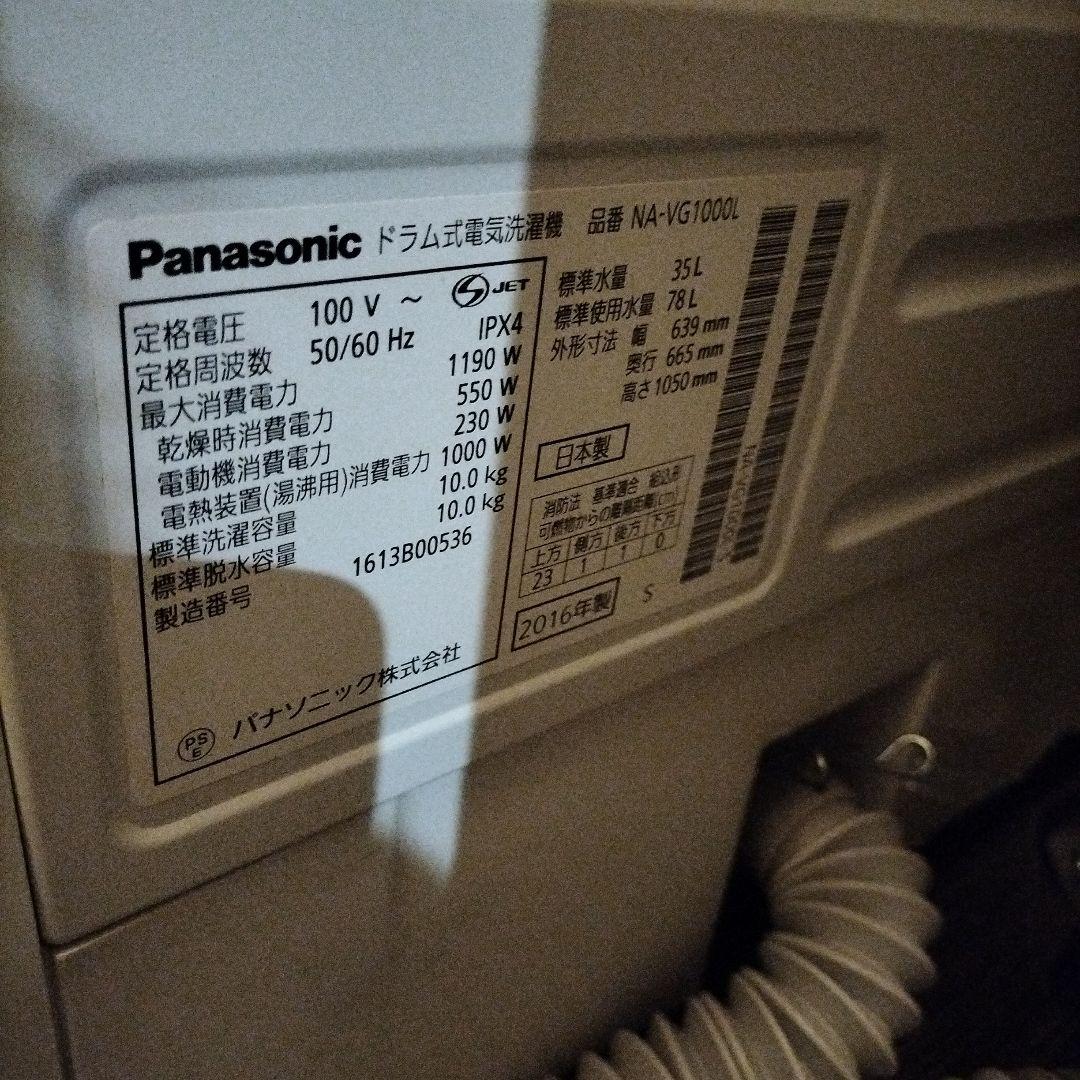 Panasonic ドラム式電気洗濯機 品番 NA-VG1000L
定格電圧 100 V ～ S JET
定格周波数 50/60 Hz IPX4
最大消費電力 1190 W
乾燥時消費電力 550 W
電動機消費電力 230 W
電熱装置(湯沸用)消費電力 1000 W
標準洗濯容量 10.0 kg
標準脱水容量 10.0 kg
製造番号 1613B00536
PS E パナソニック株式会社
標準水量 35L
標準使用水量 78L
外形寸法 幅 639 mm
奥行 665 mm
高さ 1050 mm
日本製
消防法 基準適合 組込形
可燃物からの離隔距離(cm)
上方 側方 後方 下方
23 1 1 0
2016年製 S